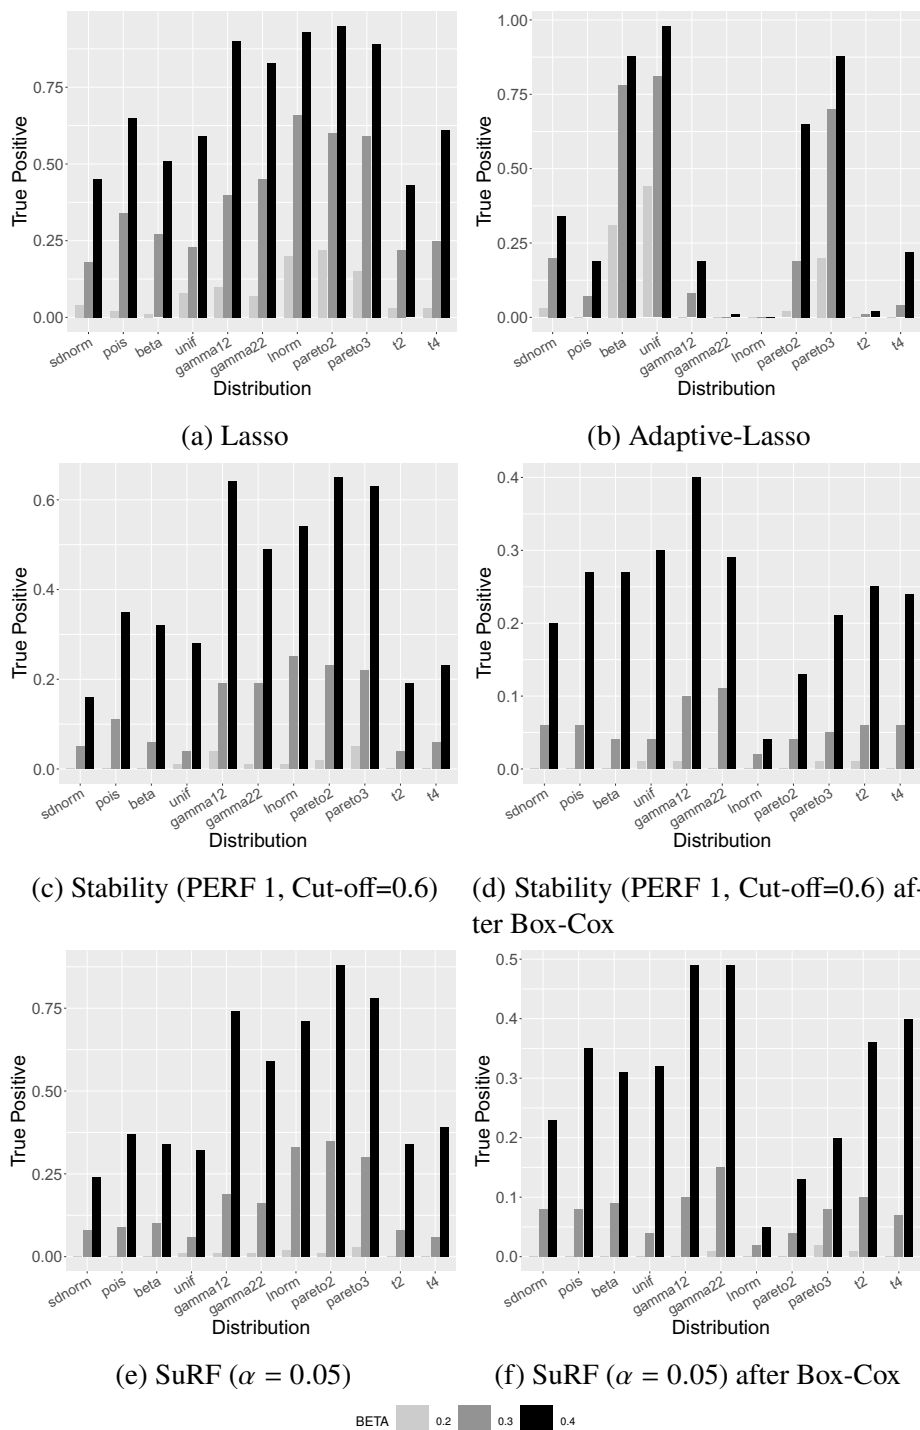 True Positive
0.75
0.50
0.25
0.00
sdnorm pois beta unif gamma12 gamma22 lnorm pareto2 pareto3 t2 t4
Distribution
(a) Lasso
True Positive
1.00
0.75
0.50
0.25
0.00
sdnorm pois beta unif gamma12 gamma22 lnorm pareto2 pareto3 t2 t4
Distribution
(b) Adaptive-Lasso
True Positive
0.6
0.4
0.2
0.0
sdnorm pois beta unif gamma12 gamma22 lnorm pareto2 pareto3 t2 t4
Distribution
(c) Stability (PERF 1, Cut-off=0.6)
True Positive
0.4
0.3
0.2
0.1
0.0
sdnorm pois beta unif gamma12 gamma22 lnorm pareto2 pareto3 t2 t4
Distribution
(d) Stability (PERF 1, Cut-off=0.6) af-
ter Box-Cox
True Positive
0.75
0.50
0.25
0.00
sdnorm pois beta unif gamma12 gamma22 lnorm pareto2 pareto3 t2 t4
Distribution
(e) SuRF (α = 0.05)
True Positive
0.5
0.4
0.3
0.2
0.1
0.0
sdnorm pois beta unif gamma12 gamma22 lnorm pareto2 pareto3 t2 t4
Distribution
(f) SuRF (α = 0.05) after Box-Cox
BETA 0.2 0.3 0.4